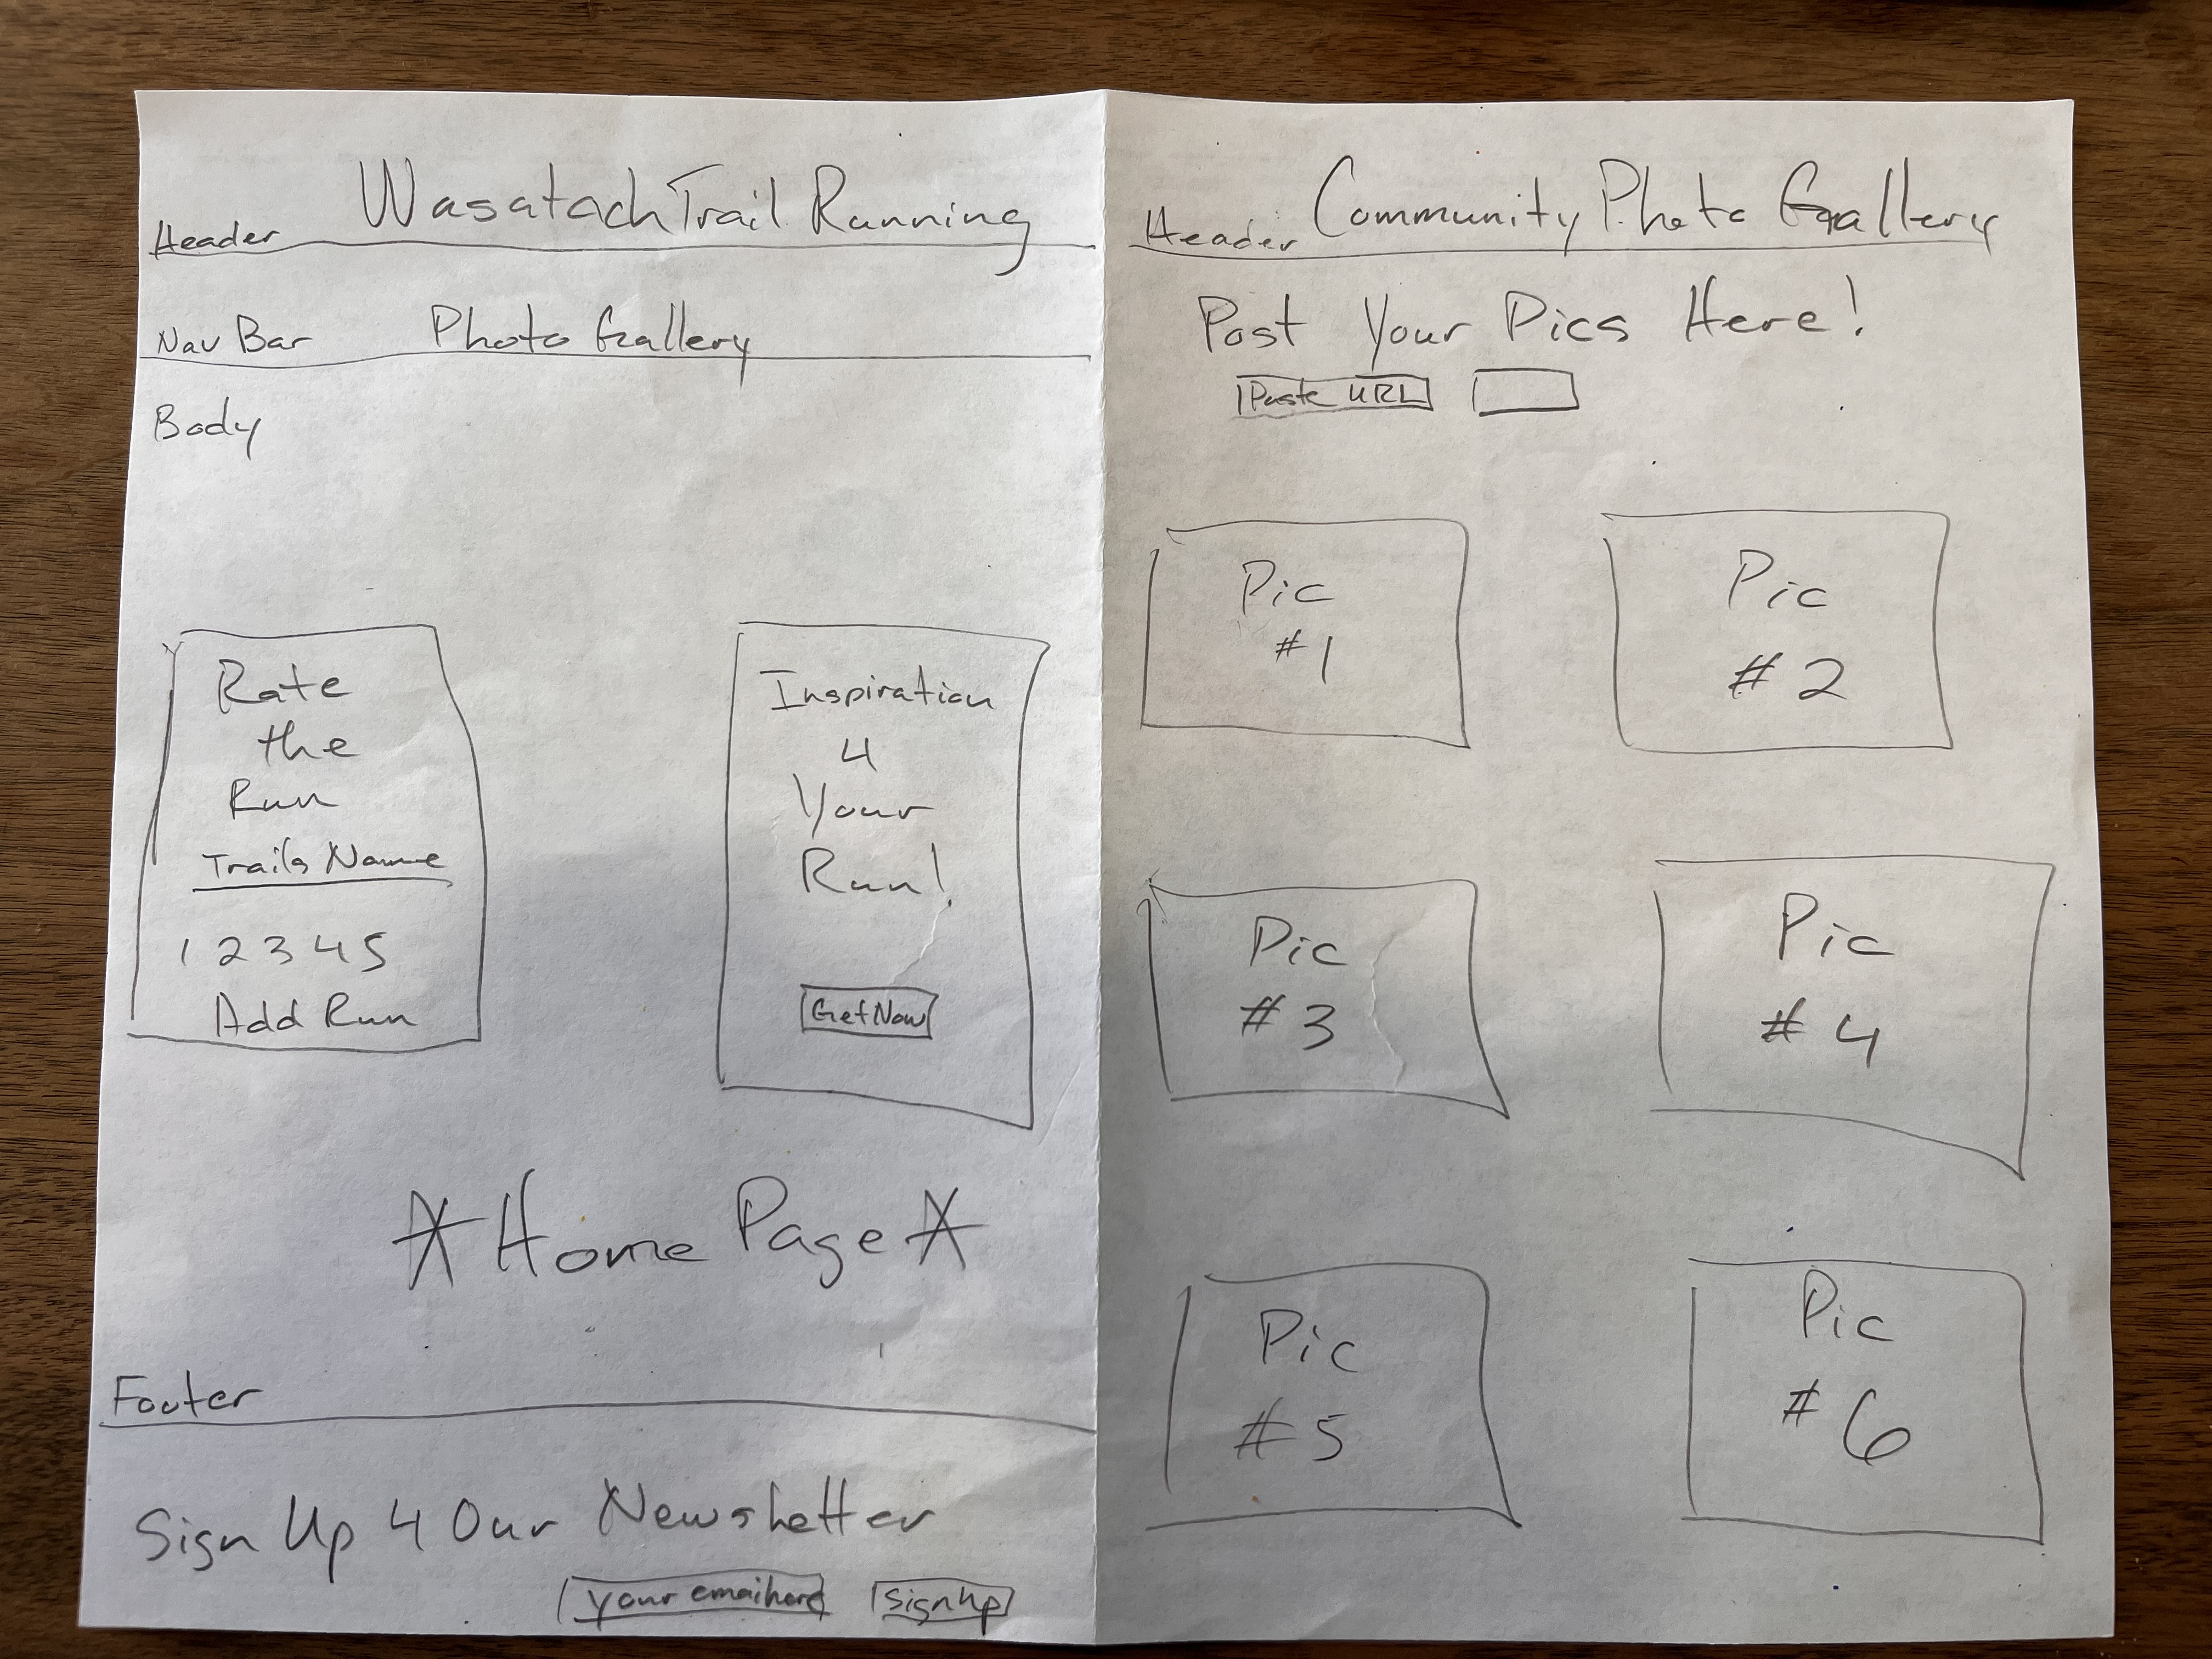 Header
Wasatach Trail Running
Nav Bar
Photo Gallery
Body
Rate
the
Run
Trails Name
1 2 3 4 5
Add Run
Inspiration
4
Your
Run!
Get Now
* Home Page *
Footer
Sign Up 4 Our Newsletter
Your email here
Sign Up
Header
Community Photo Gallery
Post Your Pics Here!
Paste URL
Pic
#1
Pic
#2
Pic
#3
Pic
#4
Pic
#5
Pic
#6